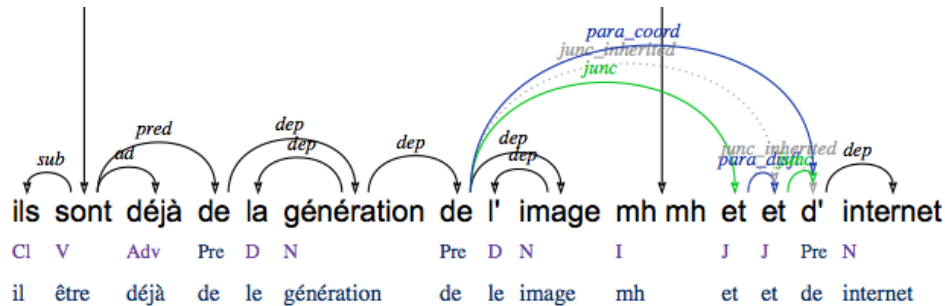 para_coord
junc_inherited
junc
pred dep dep junc_inherited
sub ad dep dep dep para_disfl junc dep
ils sont déjà de la génération de l' image mh mh et et d' internet
Cl V Adv Pre D N Pre D N I J J Pre N
il être déjà de le génération de le image mh et et de internet